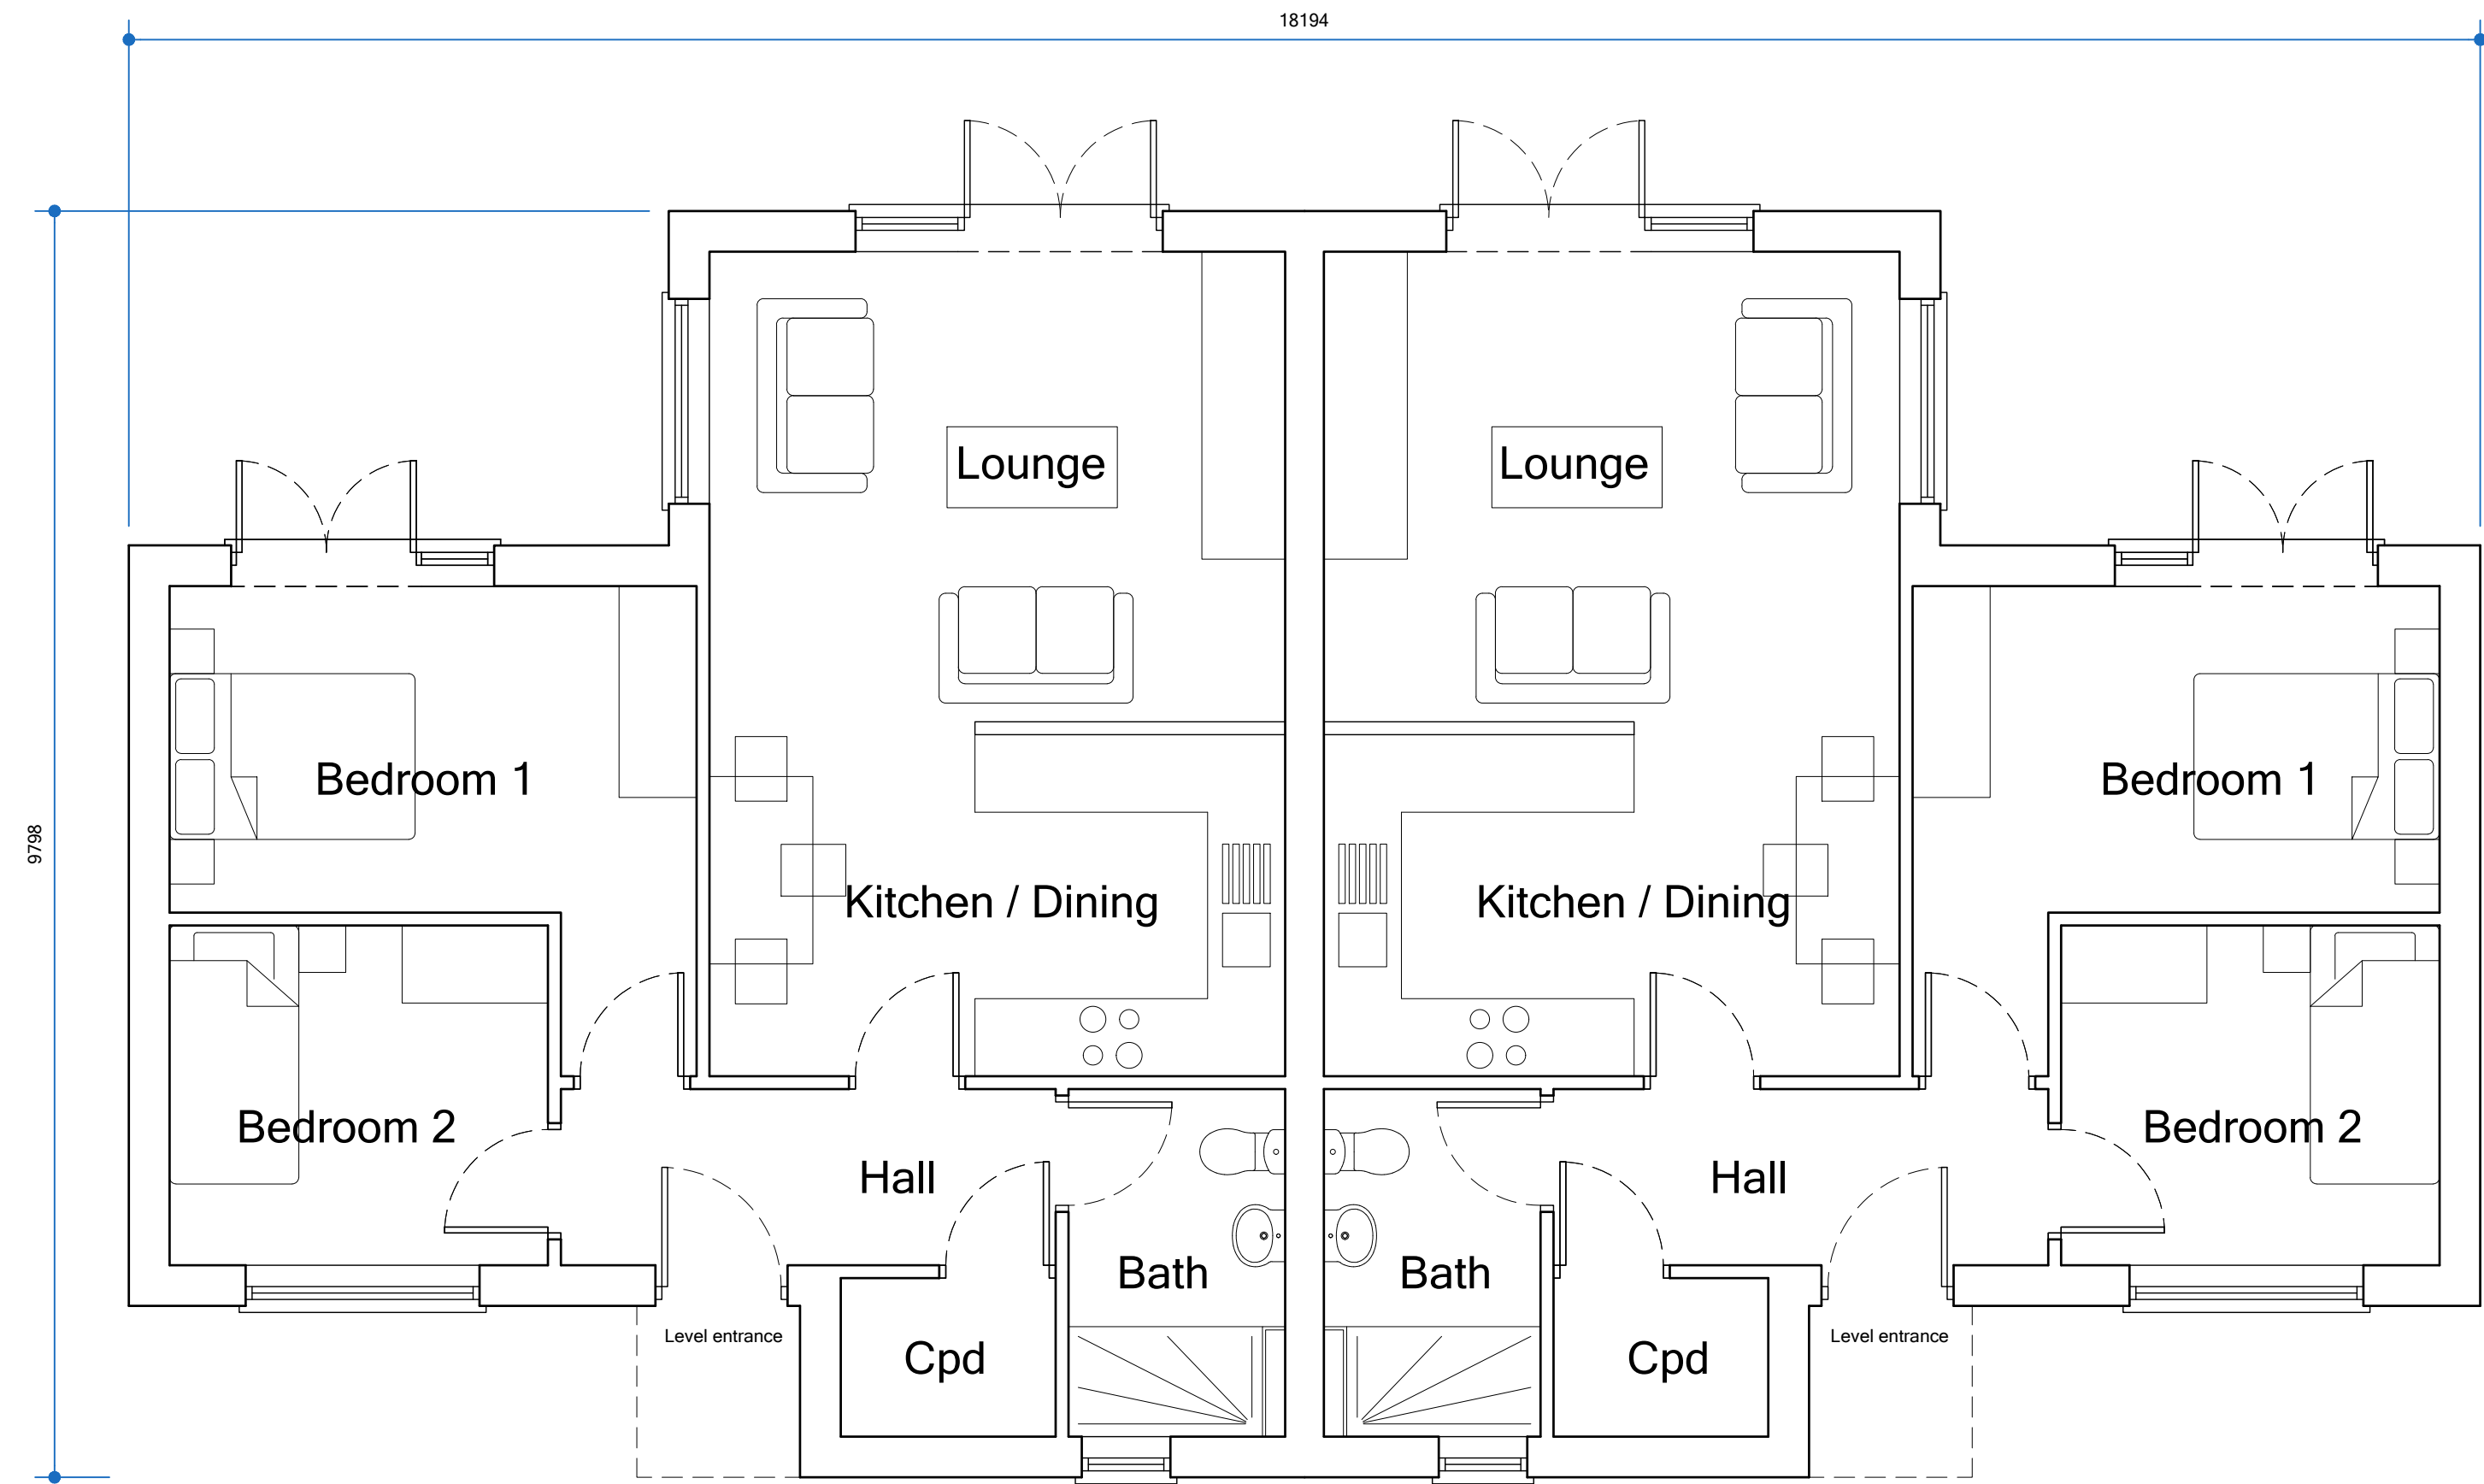 18194
Lounge
Lounge
Bedroom 1
Bedroom 1
9798
Kitchen / Dining
Kitchen / Dining
Bedroom 2
Bedroom 2
Hall
Hall
Bath
Bath
Level entrance
Level entrance
Cpd
Cpd